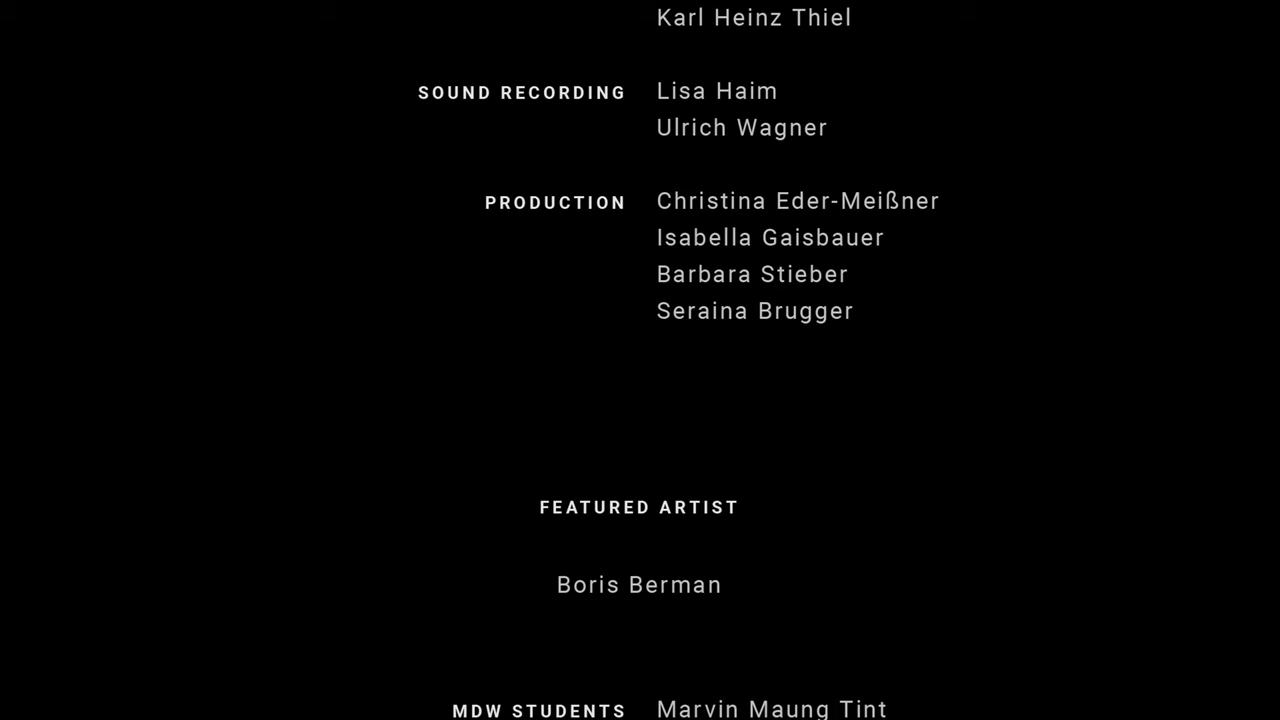 Karl Heinz Thiel
SOUND RECORDING Lisa Haim
Ulrich Wagner
PRODUCTION Christina Eder-Meißner
Isabella Gaisbauer
Barbara Stieber
Seraina Brugger
FEATURED ARTIST
Boris Berman
MDW STUDENTS Marvin Maung Tint